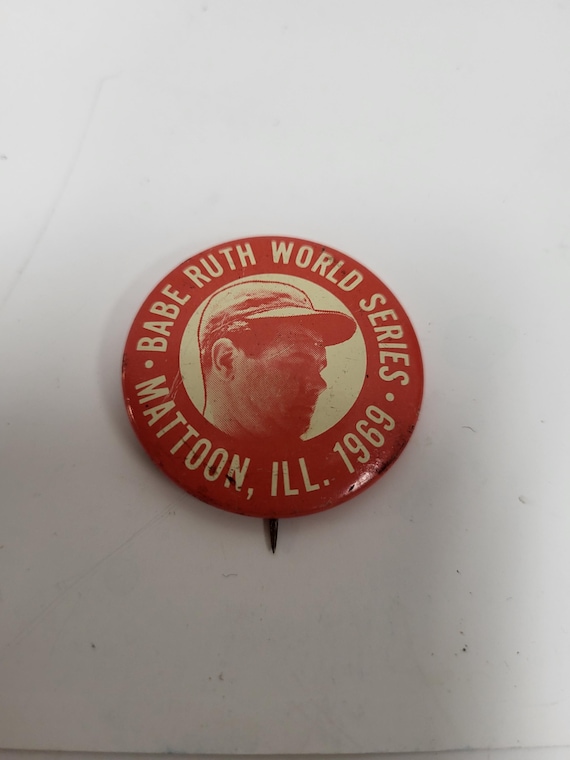 • BABE RUTH WORLD SERIES •
MATTOON, ILL. 1969